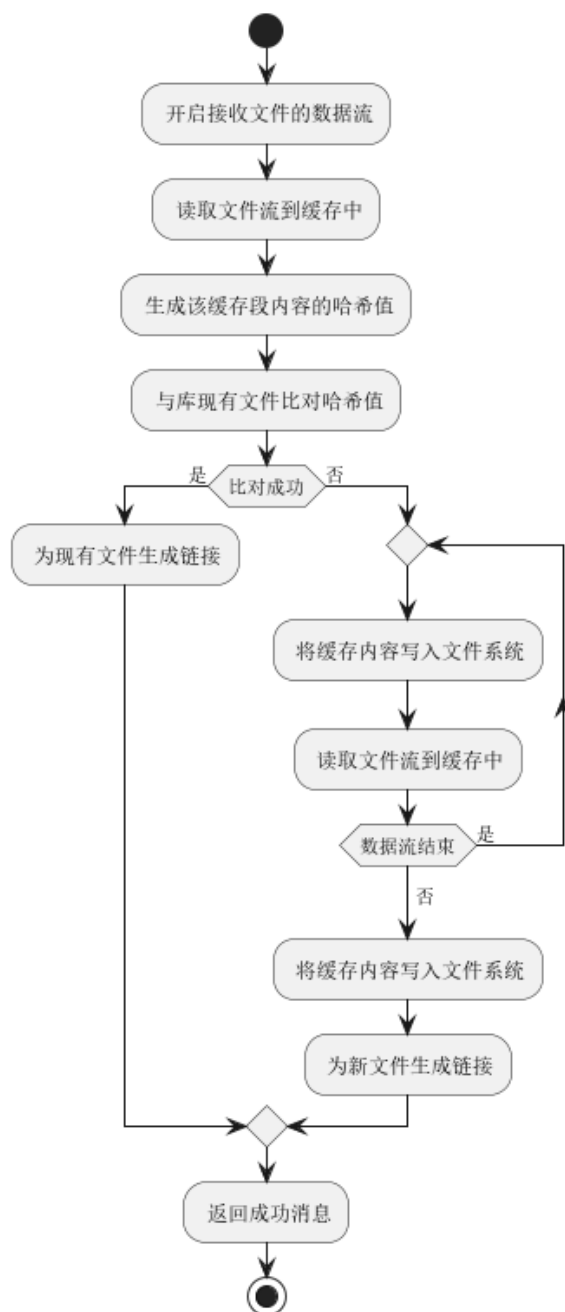 开启接收文件的数据流
读取文件流到缓存中
生成该缓存段内容的哈希值
与库现有文件比对哈希值
是
比对成功
否
为现有文件生成链接
将缓存内容写入文件系统
读取文件流到缓存中
数据流结束
是
否
将缓存内容写入文件系统
为新文件生成链接
返回成功消息